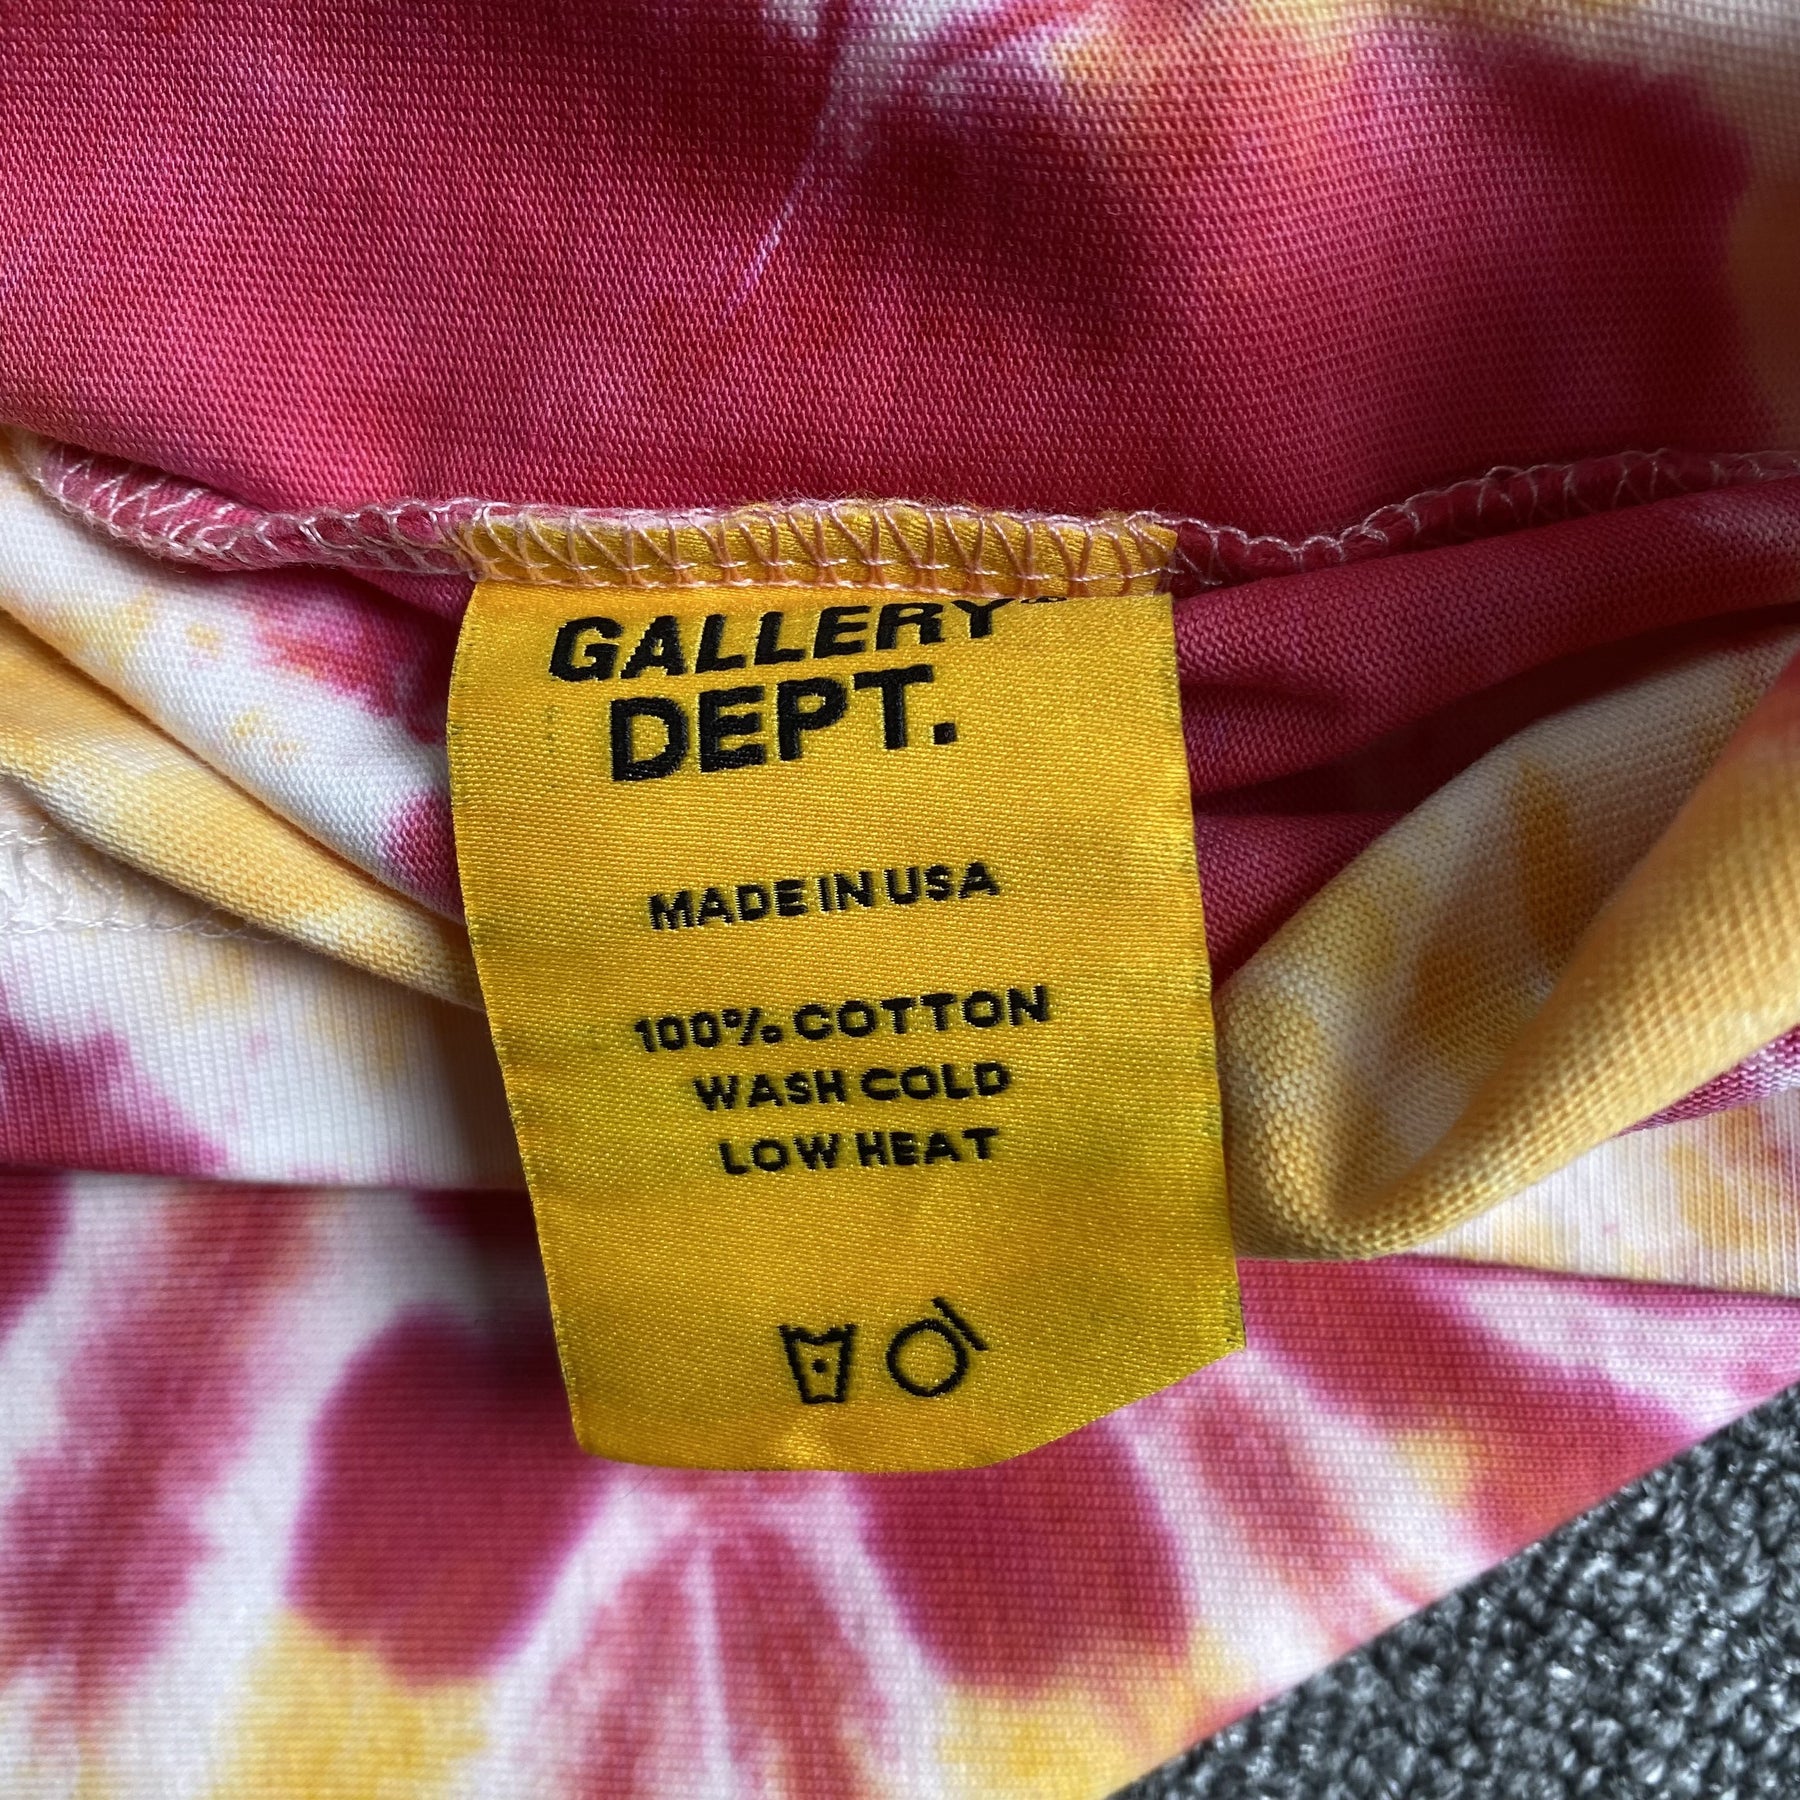 GALLERY
DEPT.
MADE IN USA
100% COTTON
WASH COLD
LOW HEAT